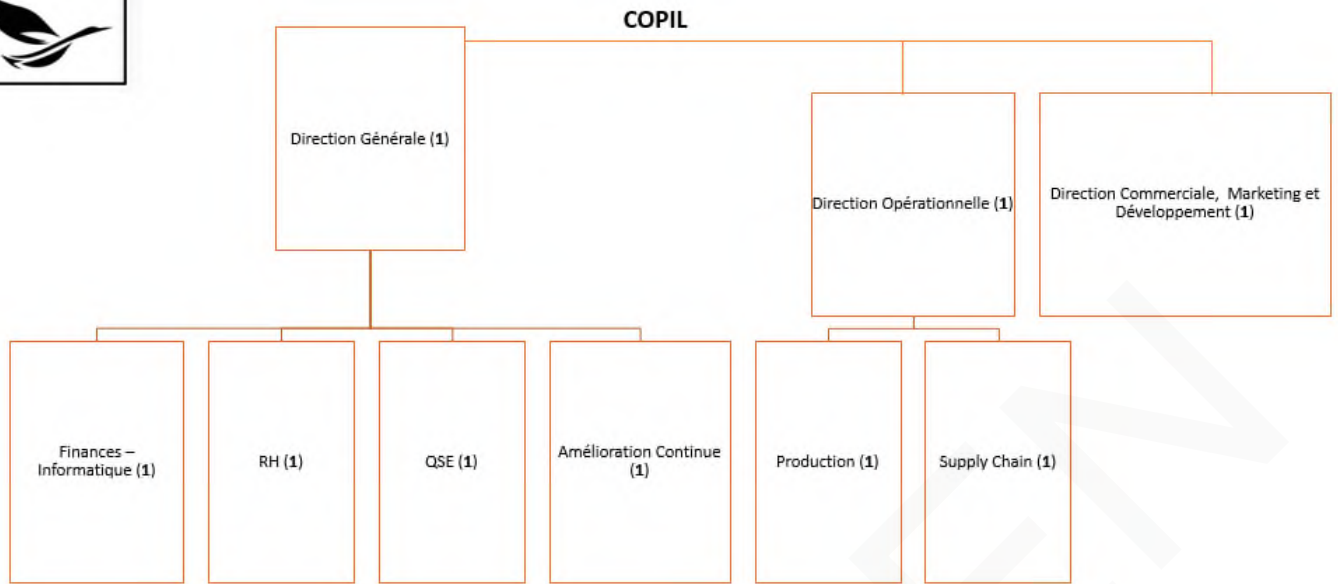 COPIL
Direction Générale (1)
Direction Opérationnelle (1)
Direction Commerciale, Marketing et
Développement (1)
Finances –
Informatique (1)
RH (1)
QSE (1)
Amélioration Continue
(1)
Production (1)
Supply Chain (1)